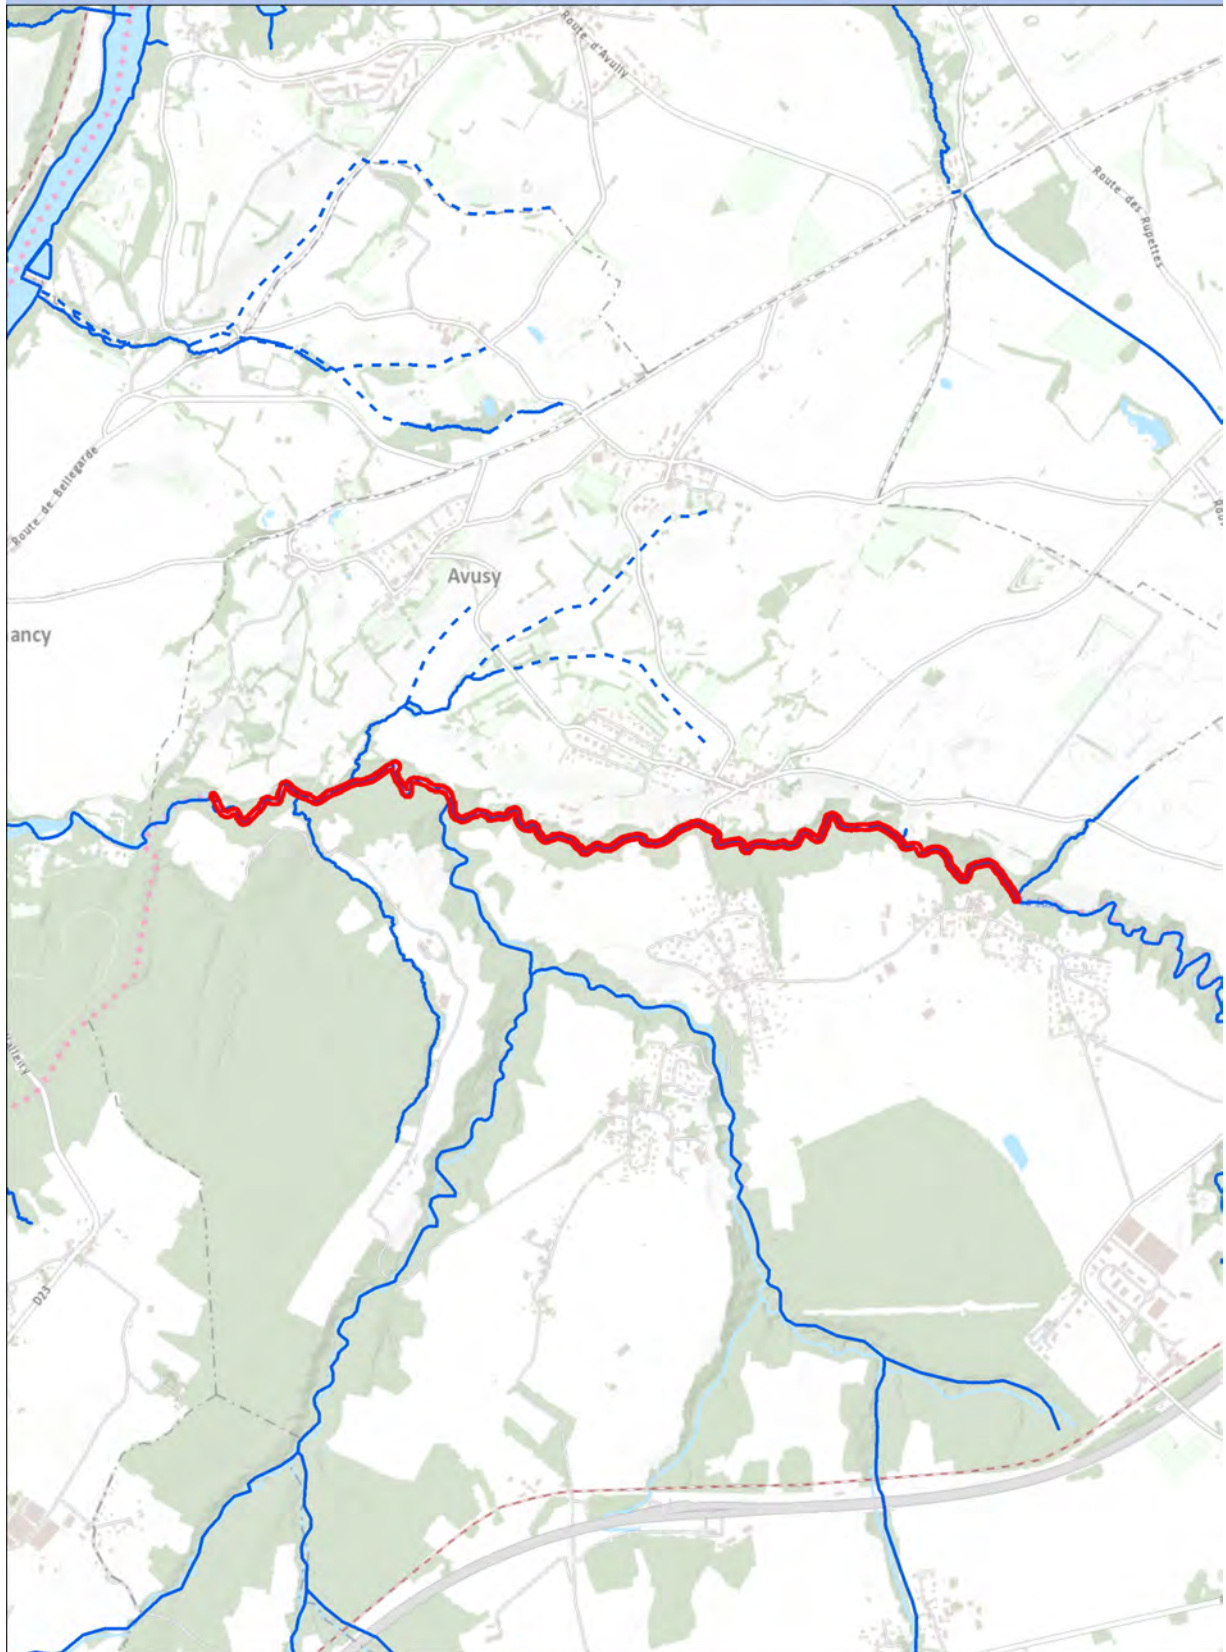 Route d'Avully
Route des Rupettes
Route de Bellegarde
Avusy
ancy
D23